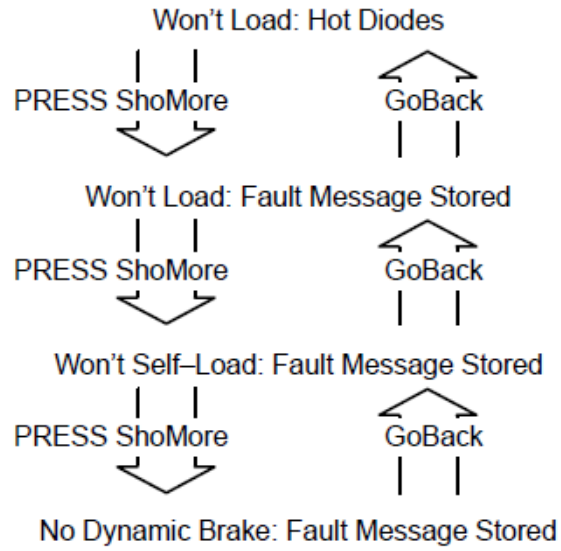 Won't Load: Hot Diodes
PRESS ShoMore GoBack
Won't Load: Fault Message Stored
PRESS ShoMore GoBack
Won't Self–Load: Fault Message Stored
PRESS ShoMore GoBack
No Dynamic Brake: Fault Message Stored